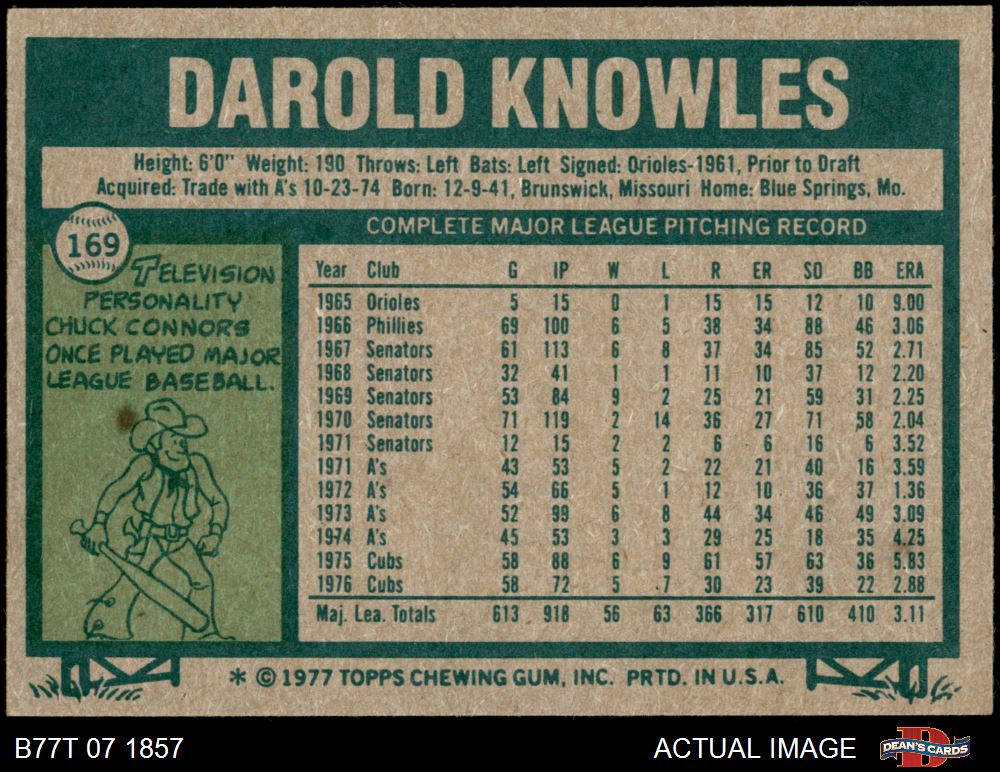 DAROLD KNOWLES
Height: 6'0" Weight: 190 Throws: Left Bats: Left Signed: Orioles-1961, Prior to Draft
Acquired: Trade with A's 10-23-74 Born: 12-9-41, Brunswick, Missouri Home: Blue Springs, Mo.
169
TELEVISION
PERSONALITY
CHUCK CONNORS
ONCE PLAYED MAJOR
LEAGUE BASEBALL.
COMPLETE MAJOR LEAGUE PITCHING RECORD
Year Club G IP W L R ER SO BB ERA
1965 Orioles 5 15 0 1 15 15 12 10 9.00
1966 Phillies 69 100 6 5 38 34 88 46 3.06
1967 Senators 61 113 6 8 37 34 85 52 2.71
1968 Senators 32 41 1 1 11 10 37 12 2.20
1969 Senators 53 84 9 2 25 21 59 31 2.25
1970 Senators 71 119 2 14 36 27 71 58 2.04
1971 Senators 12 15 2 2 6 6 16 6 3.52
1971 A's 43 53 5 2 22 21 40 16 3.59
1972 A's 54 66 5 1 12 10 36 37 1.36
1973 A's 52 99 6 8 44 34 46 49 3.09
1974 A's 45 53 3 3 29 25 18 35 4.25
1975 Cubs 58 88 6 9 61 57 63 36 5.83
1976 Cubs 58 72 5 7 30 23 39 22 2.88
Maj. Lea. Totals 613 918 56 63 366 317 610 410 3.11
* © 1977 TOPPS CHEWING GUM, INC. PRTD. IN U.S.A.
B77T 07 1857
ACTUAL IMAGE
D
DEAN'S CARDS